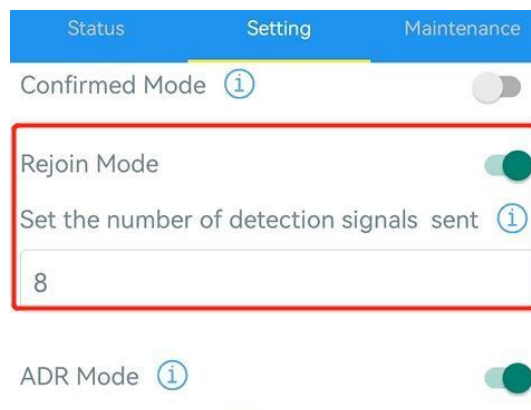 Status Setting Maintenance
Confirmed Mode i
Rejoin Mode
Set the number of detection signals sent i
8
ADR Mode i